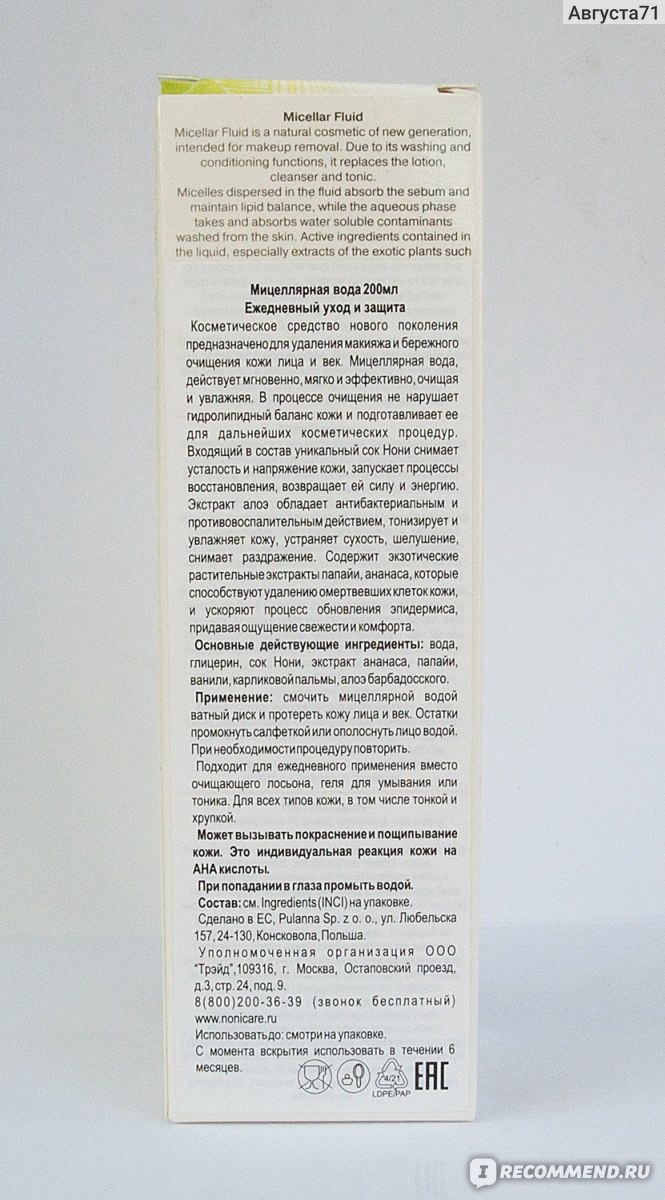 Августа71
Micellar Fluid
Micellar Fluid is a natural cosmetic of new generation,
intended for makeup removal. Due to its washing and
conditioning functions, it replaces the lotion,
cleanser and tonic.
Micelles dispersed in the fluid absorb the sebum and
maintain lipid balance, while the aqueous phase
takes and absorbs water soluble contaminants
washed from the skin. Active ingredients contained in
the liquid, especially extracts of the exotic plants such
Мицеллярная вода 200мл
Ежедневный уход и защита
Косметическое средство нового поколения
предназначено для удаления макияжа и бережного
очищения кожи лица и век. Мицеллярная вода,
действует мгновенно, мягко и эффективно, очищая
и увлажняя. В процессе очищения не нарушает
гидролипидный баланс кожи и подготавливает ее
для дальнейших косметических процедур.
Входящий в состав уникальный сок Нони снимает
усталость и напряжение кожи, запускает процессы
восстановления, возвращает ей силу и энергию.
Экстракт алоэ обладает антибактериальным и
противовоспалительным действием, тонизирует и
увлажняет кожу, устраняет сухость, шелушение,
снимает раздражение. Содержит экзотические
растительные экстракты папайи, ананаса, которые
способствуют удалению омертвевших клеток кожи,
и ускоряют процесс обновления эпидермиса,
придавая ощущение свежести и комфорта.
Основные действующие ингредиенты: вода,
глицерин, сок Нони, экстракт ананаса, папайи,
ванили, карликовой пальмы, алоэ барбадосского.
Применение: смочить мицеллярной водой
ватный диск и протереть кожу лица и век. Остатки
промокнуть салфеткой или ополоснуть лицо водой.
При необходимости процедуру повторить.
Подходит для ежедневного применения вместо
очищающего лосьона, геля для умывания или
тоника. Для всех типов кожи, в том числе тонкой и
хрупкой.
Может вызывать покраснение и пощипывание
кожи. Это индивидуальная реакция кожи на
АНА кислоты.
При попадании в глаза промыть водой.
Состав: см. Ingredients (INCI) на упаковке.
Сделано в ЕС, Pulanna Sp. z o. o., ул. Любельска
157, 24-130, Консковола, Польша.
Уполномоченная организация ООО
"Трэйд",109316, г. Москва, Остаповский проезд,
д.3, стр. 24, под. 9.
8(800)200-36-39 (звонок бесплатный)
www.nonicare.ru
Использовать до: смотри на упаковке.
С момента вскрытия использовать в течении 6
месяцев.
4/21
LDPE/PAP
EAC
IRECOMMEND.RU